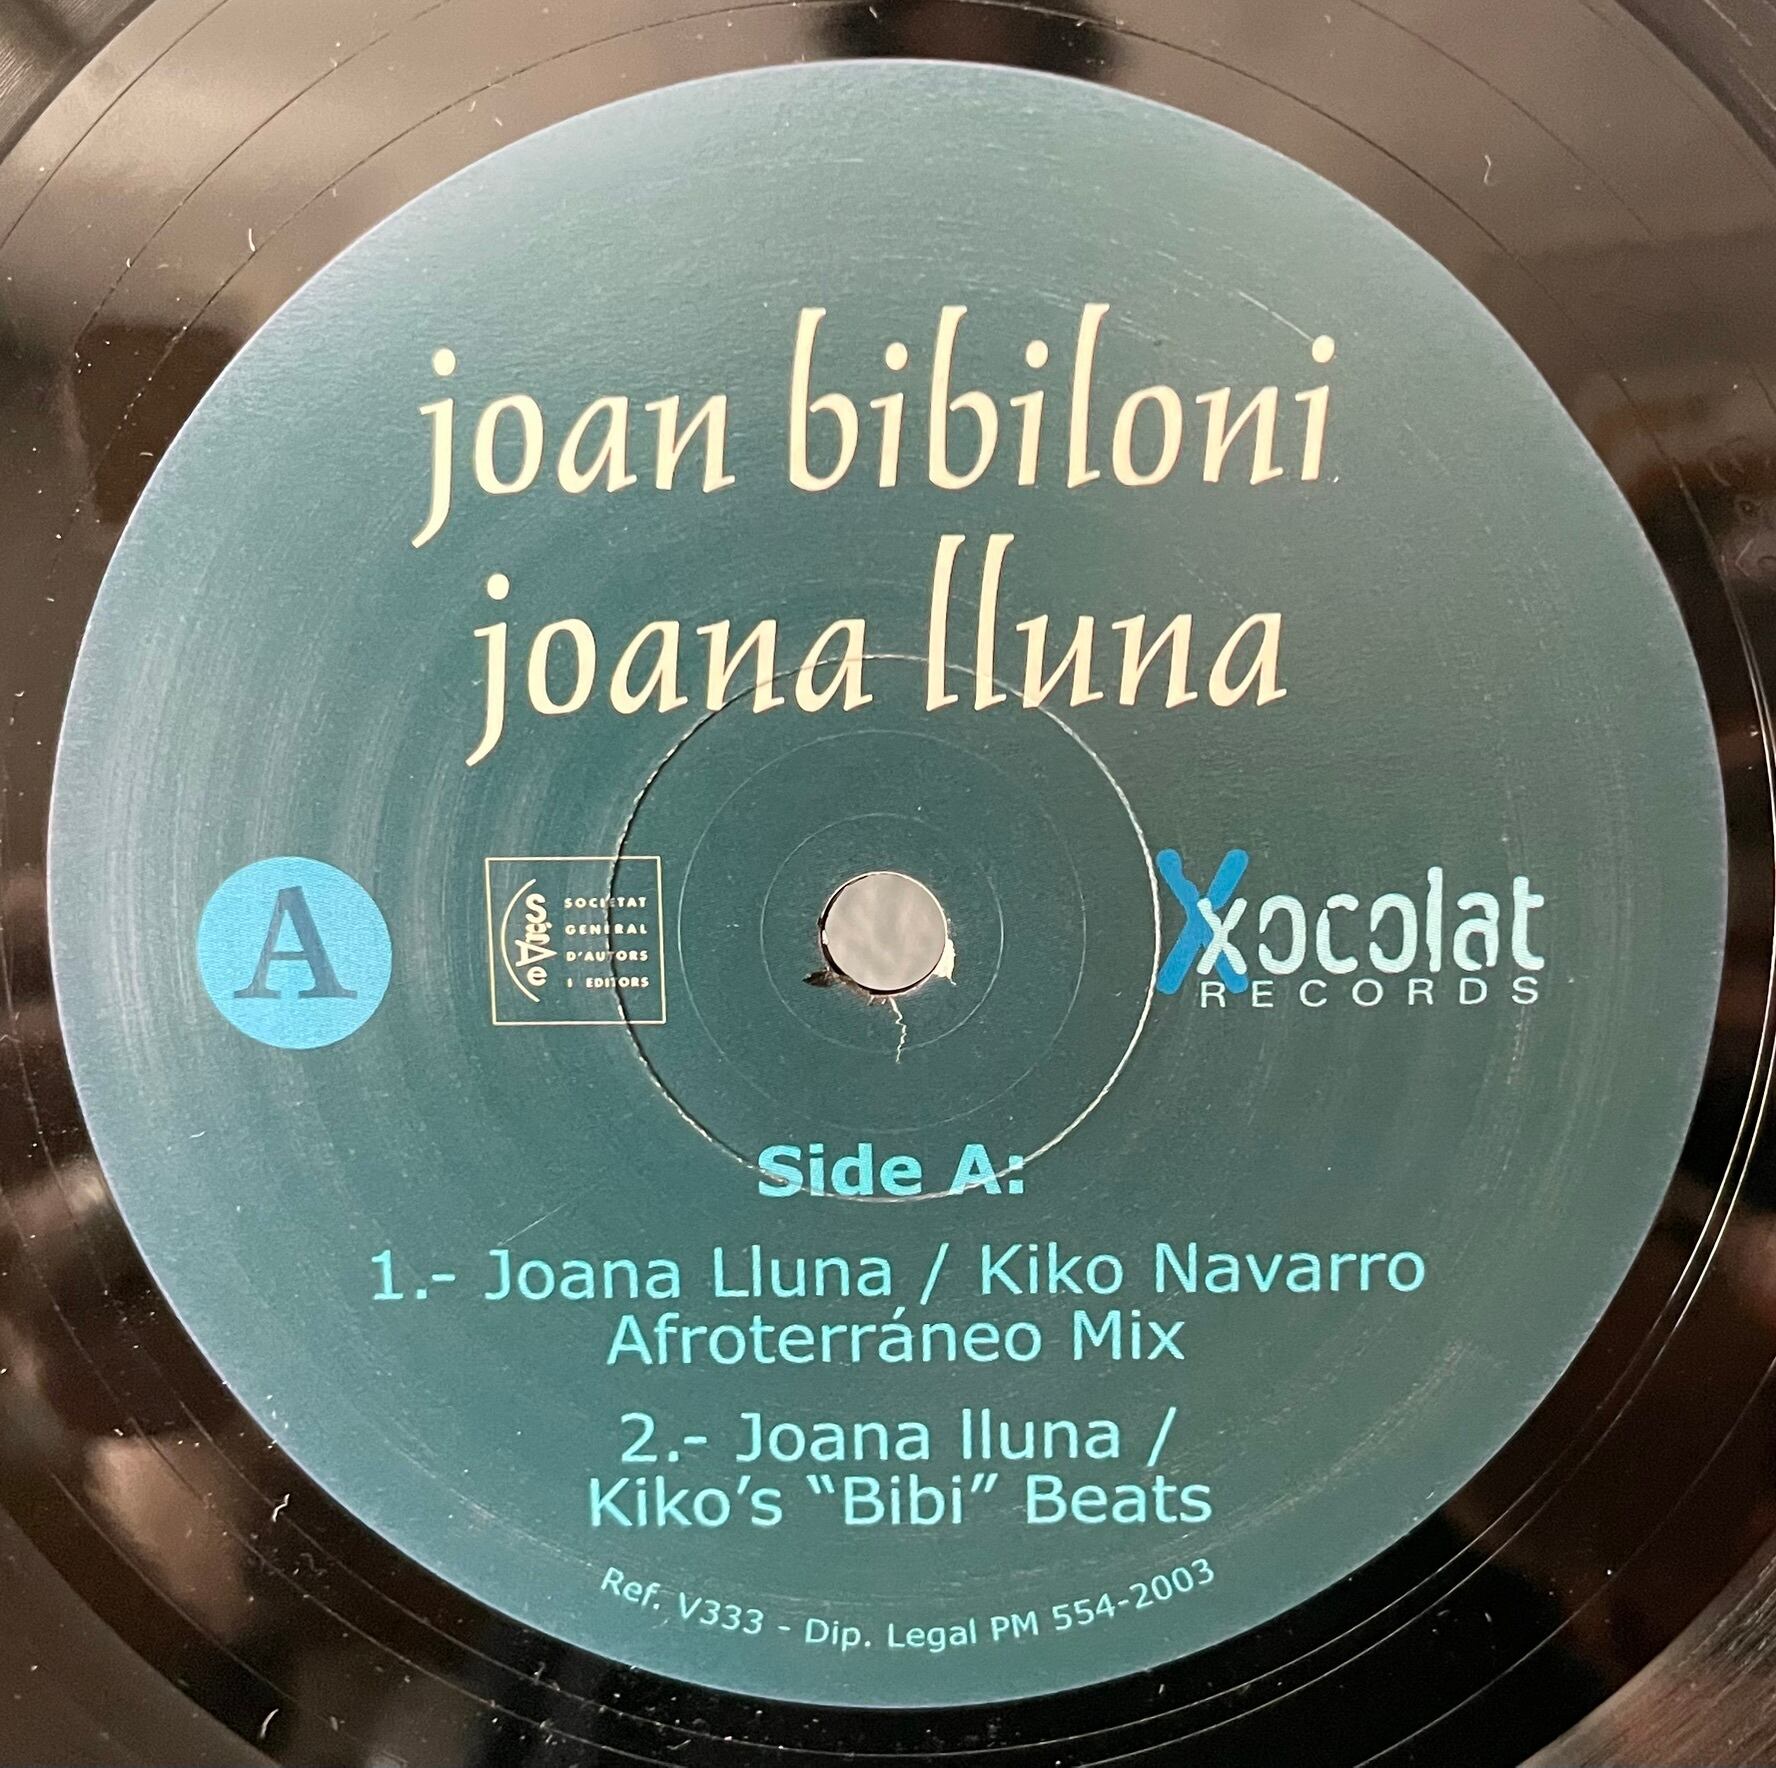 joan bibiloni
joana lluna
A
SGAE
SOCIETAT
GENERAL
D'AUTORS
I EDITORS
xocolat
RECORDS
Side A:
1.- Joana Lluna / Kiko Navarro
Afroterráneo Mix
2.- Joana lluna /
Kiko's “Bibi” Beats
Ref. V333 - Dip. Legal PM 554-2003